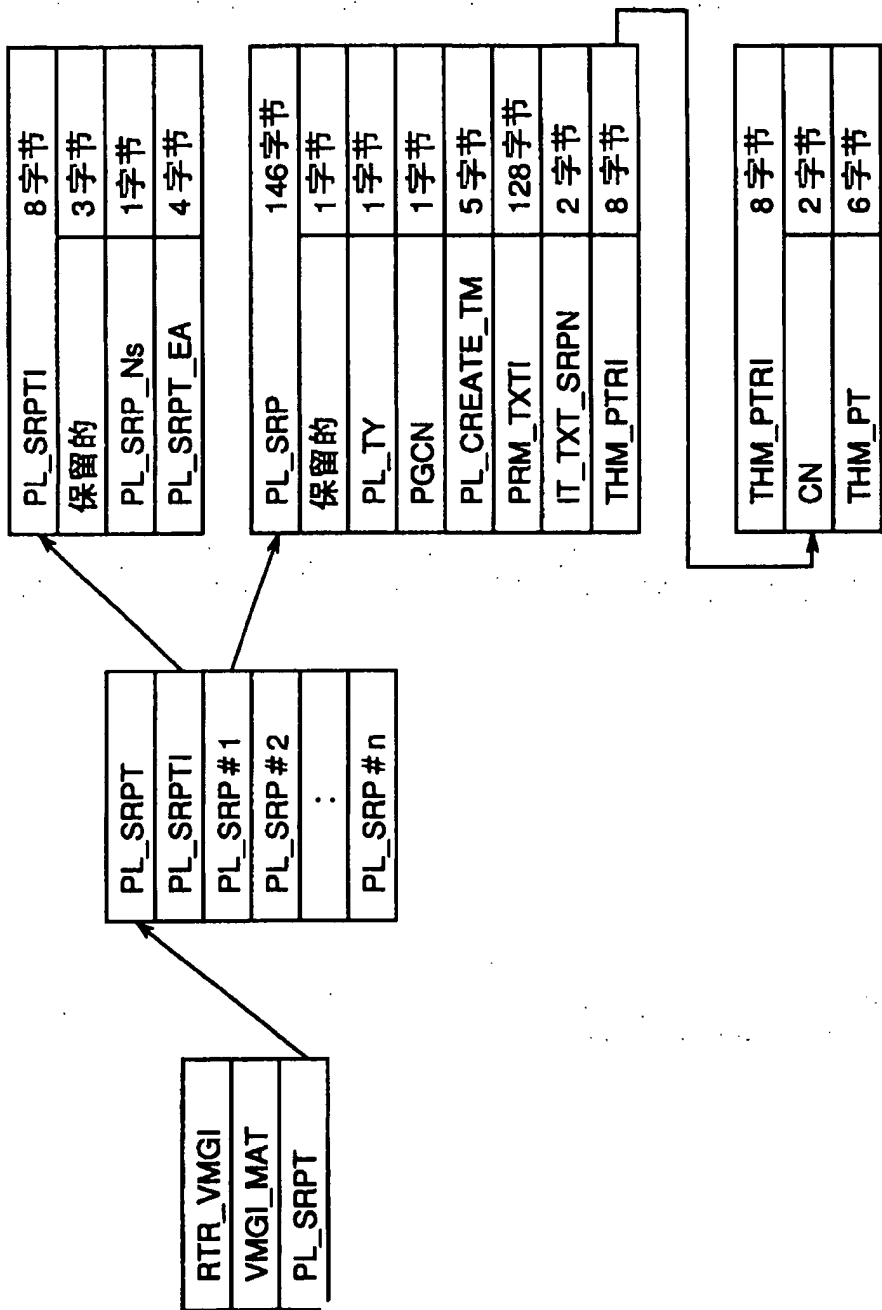 RTR_VMGI
VMGI_MAT
PL_SRPT
PL_SRPT
PL_SRPTI
PL_SRP#1
PL_SRP#2
:
PL_SRP#n
PL_SRPTI 8字节
保留的 3字节
PL_SRP_Ns 1字节
PL_SRPT_EA 4字节
PL_SRP 146字节
保留的 1字节
PL_TY 1字节
PGCN 1字节
PL_CREATE_TM 5字节
PRM_TXTI 128字节
IT_TXT_SRPN 2字节
THM_PTRI 8字节
THM_PTRI 8字节
CN 2字节
THM_PT 6字节